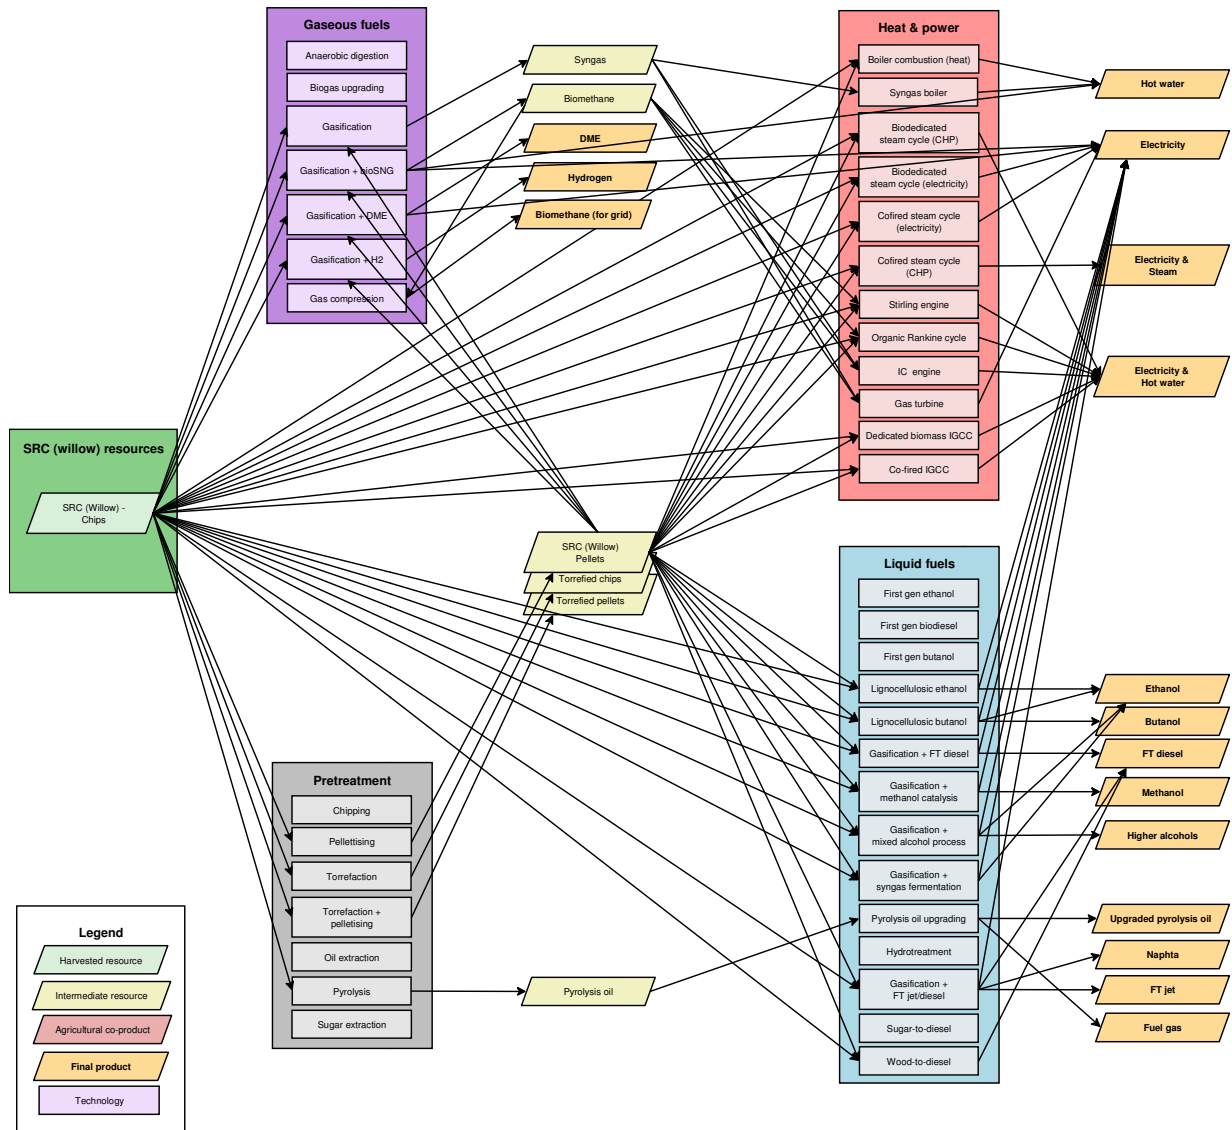 Gaseous fuels
Anaerobic digestion
Biogas upgrading
Gasification
Gasification + bioSNG
Gasification + DME
Gasification + H2
Gas compression
Syngas
Biomethane
DME
Hydrogen
Biomethane (for grid)
Heat & power
Boiler combustion (heat)
Syngas boiler
Biodedicated
steam cycle (CHP)
Biodedicated
steam cycle (electricity)
Cofired steam cycle
(electricity)
Cofired steam cycle
(CHP)
Stirling engine
Organic Rankine cycle
IC engine
Gas turbine
Dedicated biomass IGCC
Co-fired IGCC
Hot water
Electricity
Electricity &
Steam
Electricity &
Hot water
SRC (willow) resources
SRC (Willow) -
Chips
SRC (Willow)
Pellets
Torrefied chips
Torrefied pellets
Liquid fuels
First gen ethanol
First gen biodiesel
First gen butanol
Lignocellulosic ethanol
Lignocellulosic butanol
Gasification + FT diesel
Gasification +
methanol catalysis
Gasification +
mixed alcohol process
Gasification +
syngas fermentation
Pyrolysis oil upgrading
Hydrotreatment
Gasification +
FT jet/diesel
Sugar-to-diesel
Wood-to-diesel
Ethanol
Butanol
FT diesel
Methanol
Higher alcohols
Upgraded pyrolysis oil
Naphta
FT jet
Fuel gas
Pretreatment
Chipping
Pellettising
Torrefaction
Torrefaction +
pelletising
Oil extraction
Pyrolysis
Sugar extraction
Pyrolysis oil
Legend
Harvested resource
Intermediate resource
Agricultural co-product
Final product
Technology